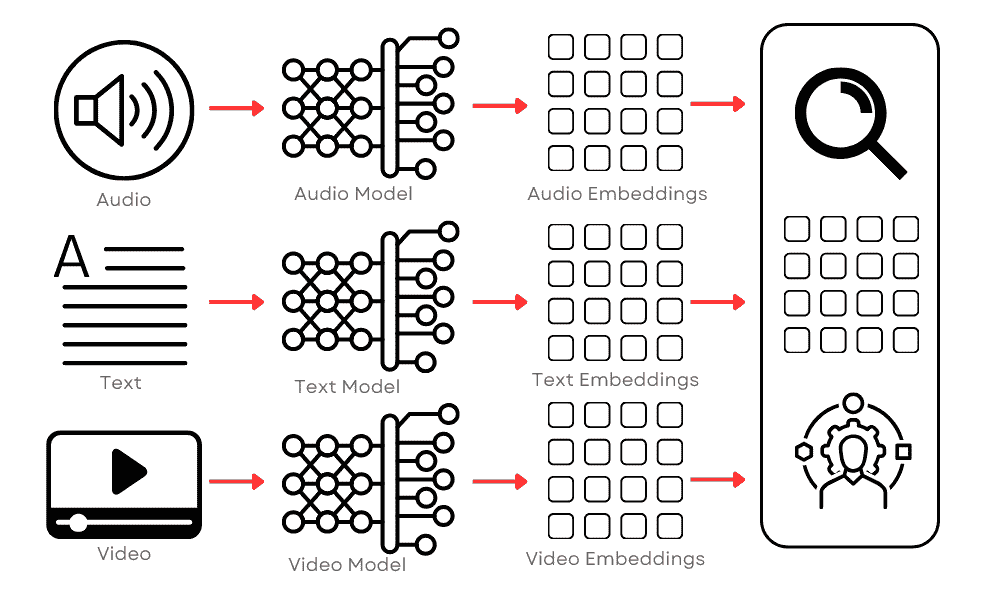 Audio
Audio Model
Audio Embeddings
A
Text
Text Model
Text Embeddings
Video
Video Model
Video Embeddings